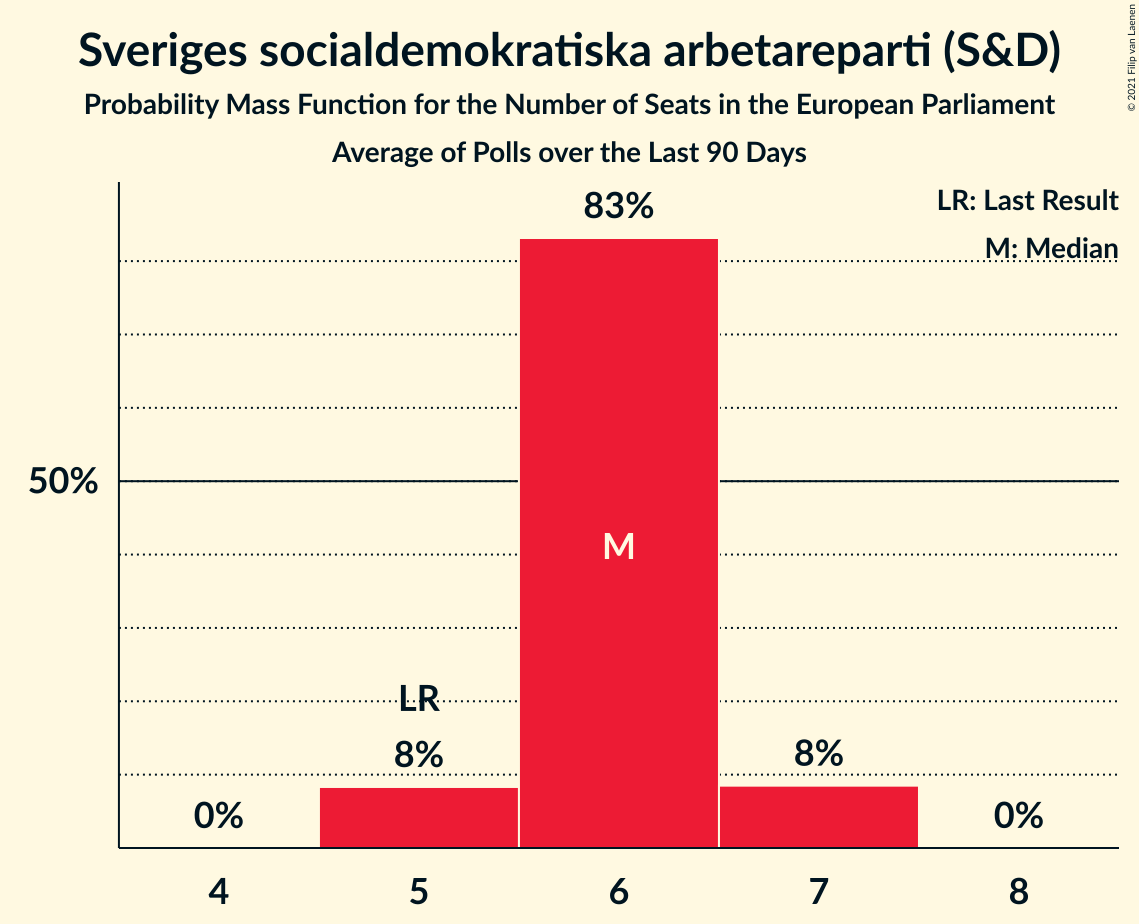 Sveriges socialdemokratiska arbetareparti (S&D)
Probability Mass Function for the Number of Seats in the European Parliament
Average of Polls over the Last 90 Days
© 2021 Filip van Laenen
LR: Last Result
M: Median
83%
50%
M
LR
8%
8%
0%
0%
4 5 6 7 8